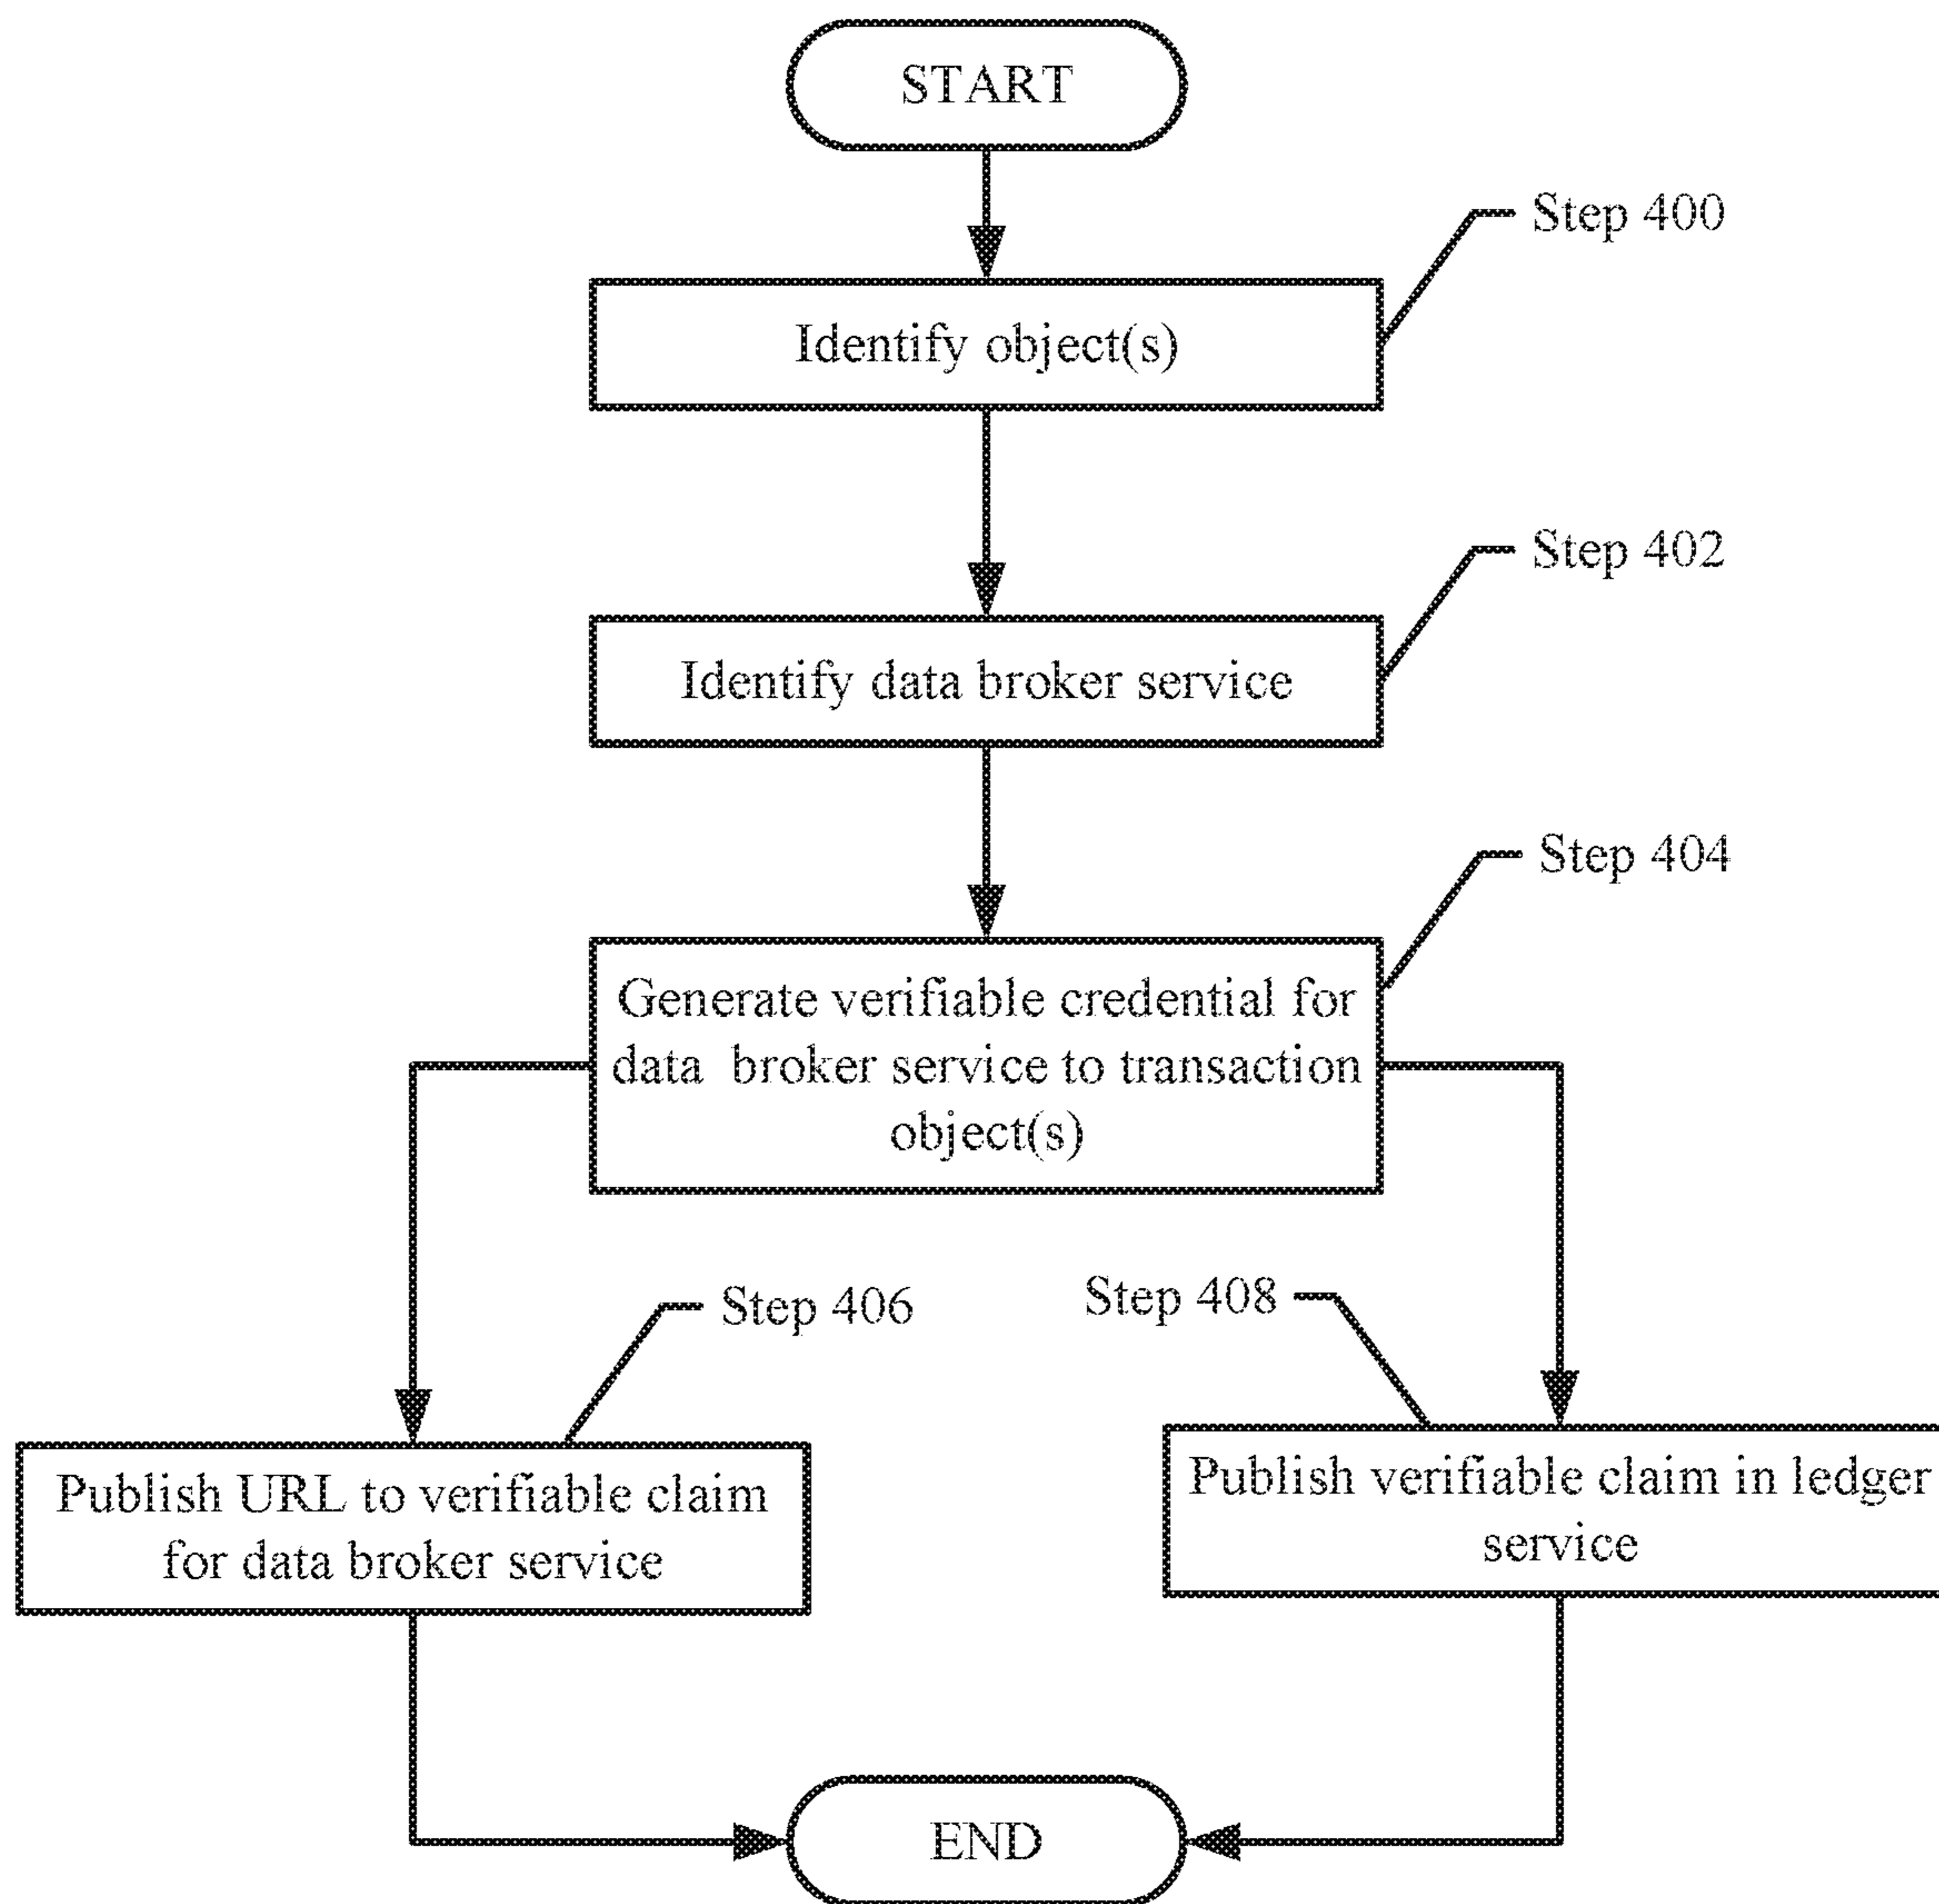 START
Step 400
Identify object(s)
Step 402
Identify data broker service
Step 404
Generate verifiable credential for
data broker service to transaction
object(s)
Step 406
Step 408
Publish URL to verifiable claim
for data broker service
Publish verifiable claim in ledger
service
END